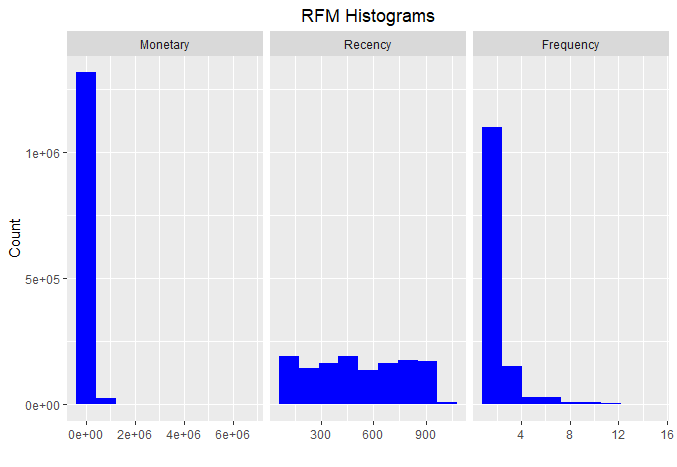 RFM Histograms
Monetary
Recency
Frequency
Count
1e+06
5e+05
0e+00
0e+00 2e+06 4e+06 6e+06
300 600 900
4 8 12 16